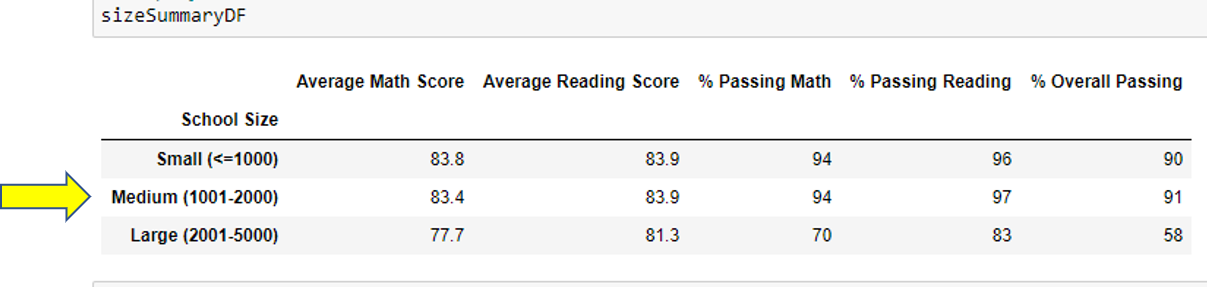 sizeSummaryDF
Average Math Score Average Reading Score % Passing Math % Passing Reading % Overall Passing
School Size
Small (<=1000) 83.8 83.9 94 96 90
Medium (1001-2000) 83.4 83.9 94 97 91
Large (2001-5000) 77.7 81.3 70 83 58